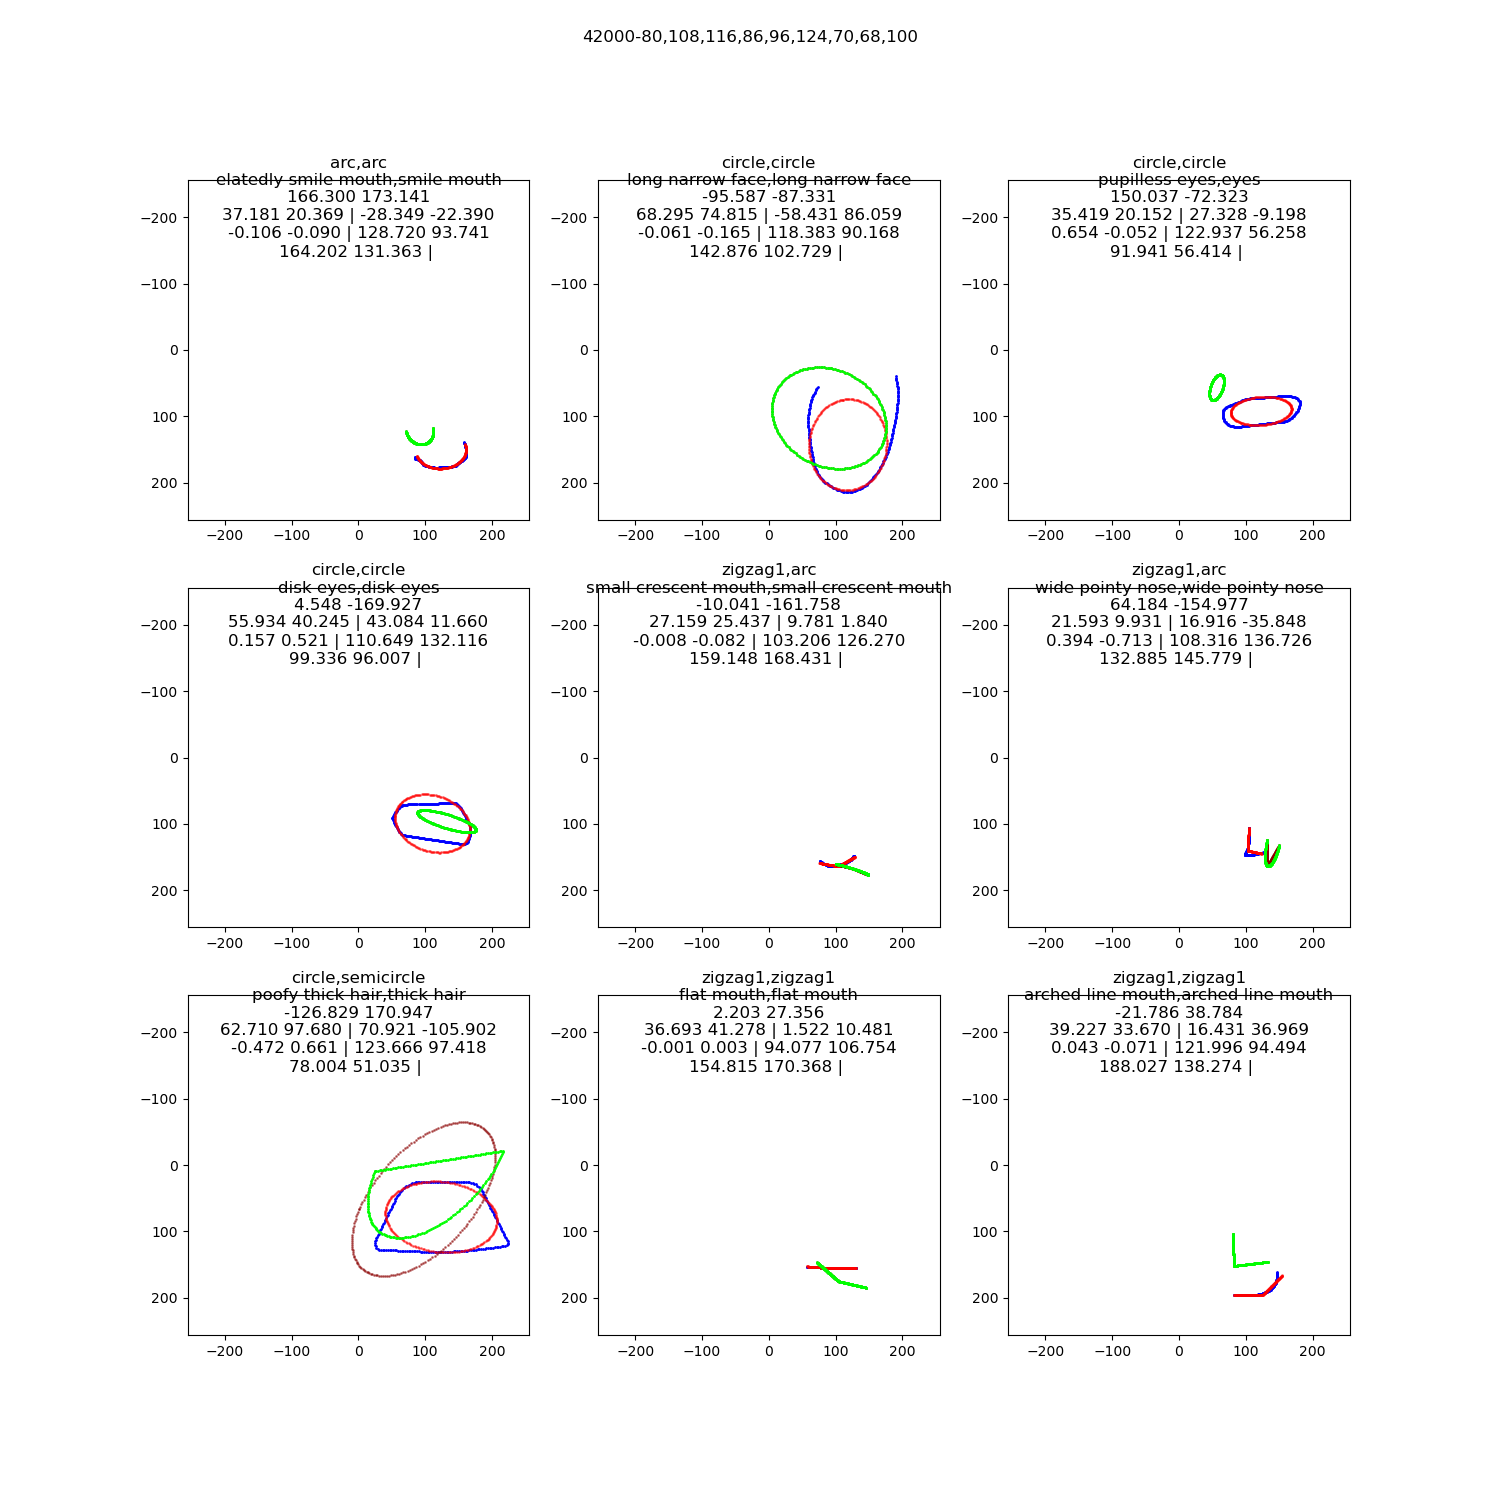 42000-80,108,116,86,96,124,70,68,100
arc,arc
elatedly smile mouth,smile mouth
166.300 173.141
37.181 20.369 | -28.349 -22.390
-0.106 -0.090 | 128.720 93.741
164.202 131.363 |
−200
−100
0
100
200
−200 −100 0 100 200
circle,circle
long narrow face,long narrow face
-95.587 -87.331
68.295 74.815 | -58.431 86.059
-0.061 -0.165 | 118.383 90.168
142.876 102.729 |
−200
−100
0
100
200
−200 −100 0 100 200
circle,circle
pupilless eyes,eyes
150.037 -72.323
35.419 20.152 | 27.328 -9.198
0.654 -0.052 | 122.937 56.258
91.941 56.414 |
−200
−100
0
100
200
−200 −100 0 100 200
circle,circle
disk eyes,disk eyes
4.548 -169.927
55.934 40.245 | 43.084 11.660
0.157 0.521 | 110.649 132.116
99.336 96.007 |
−200
−100
0
100
200
−200 −100 0 100 200
zigzag1,arc
small crescent mouth,small crescent mouth
-10.041 -161.758
27.159 25.437 | 9.781 1.840
-0.008 -0.082 | 103.206 126.270
159.148 168.431 |
−200
−100
0
100
200
−200 −100 0 100 200
zigzag1,arc
wide pointy nose,wide pointy nose
64.184 -154.977
21.593 9.931 | 16.916 -35.848
0.394 -0.713 | 108.316 136.726
132.885 145.779 |
−200
−100
0
100
200
−200 −100 0 100 200
circle,semicircle
poofy thick hair,thick hair
-126.829 170.947
62.710 97.680 | 70.921 -105.902
-0.472 0.661 | 123.666 97.418
78.004 51.035 |
−200
−100
0
100
200
−200 −100 0 100 200
zigzag1,zigzag1
flat mouth,flat mouth
2.203 27.356
36.693 41.278 | 1.522 10.481
-0.001 0.003 | 94.077 106.754
154.815 170.368 |
−200
−100
0
100
200
−200 −100 0 100 200
zigzag1,zigzag1
arched line mouth,arched line mouth
-21.786 38.784
39.227 33.670 | 16.431 36.969
0.043 -0.071 | 121.996 94.494
188.027 138.274 |
−200
−100
0
100
200
−200 −100 0 100 200